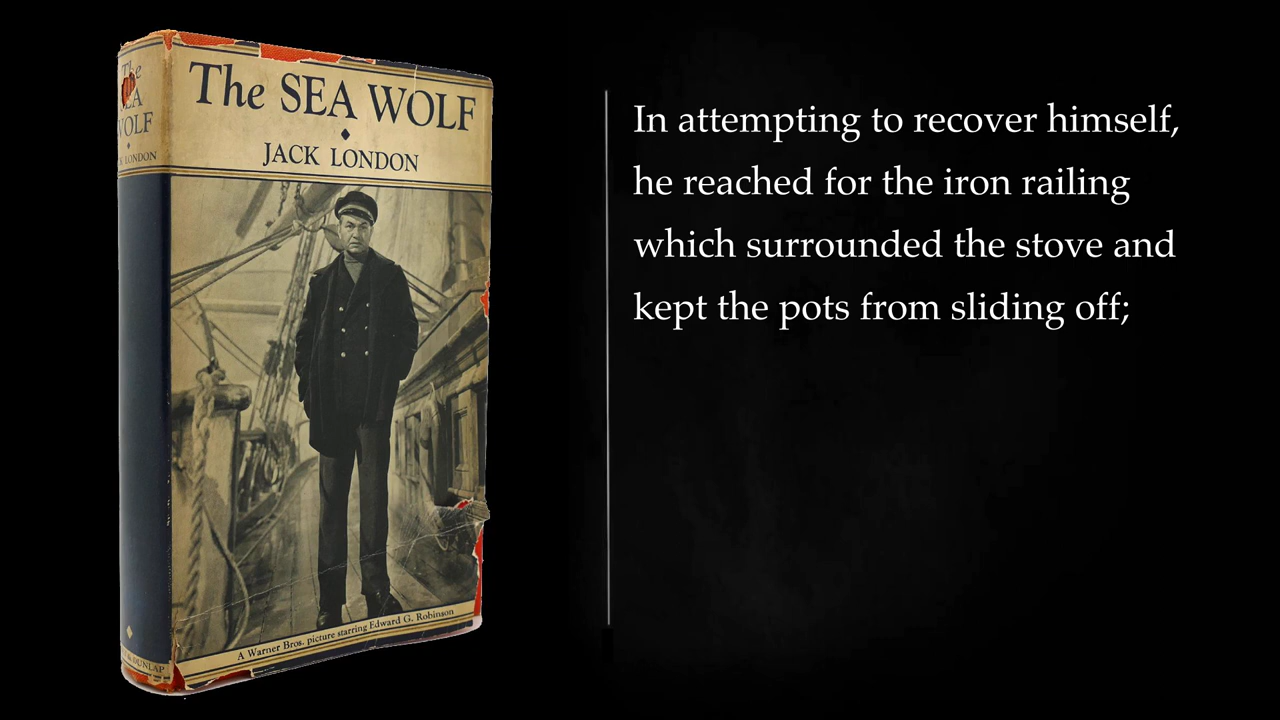 The
SEA
WOLF
LONDON
DUNLAP
The SEA WOLF
JACK LONDON
A Warner Bros. picture starring Edward G. Robinson
In attempting to recover himself,
he reached for the iron railing
which surrounded the stove and
kept the pots from sliding off;